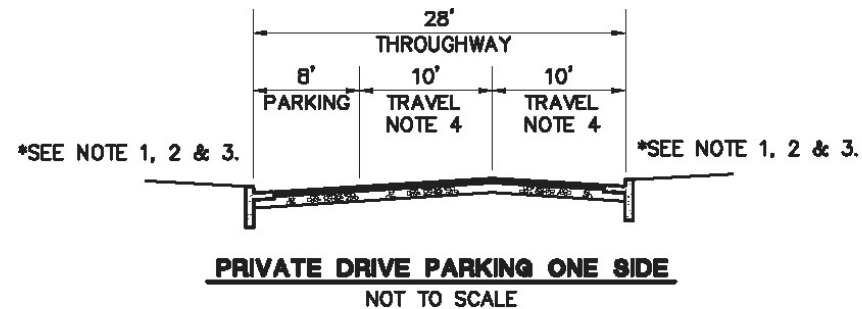 28'
THROUGHWAY
8' 10' 10'
PARKING TRAVEL TRAVEL
NOTE 4 NOTE 4
*SEE NOTE 1, 2 & 3. *SEE NOTE 1, 2 & 3.
PRIVATE DRIVE PARKING ONE SIDE
NOT TO SCALE